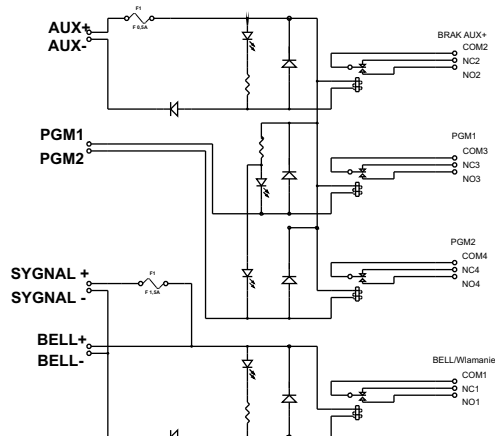 F1
F 0,5A
AUX+
AUX-
BRAK AUX+
COM2
NC2
NO2
PGM1
PGM2
PGM1
COM3
NC3
NO3
PGM2
COM4
NC4
NO4
SYGNAL +
SYGNAL -
F1
F 1,5A
BELL+
BELL-
BELL/Wlamanie
COM1
NC1
NO1